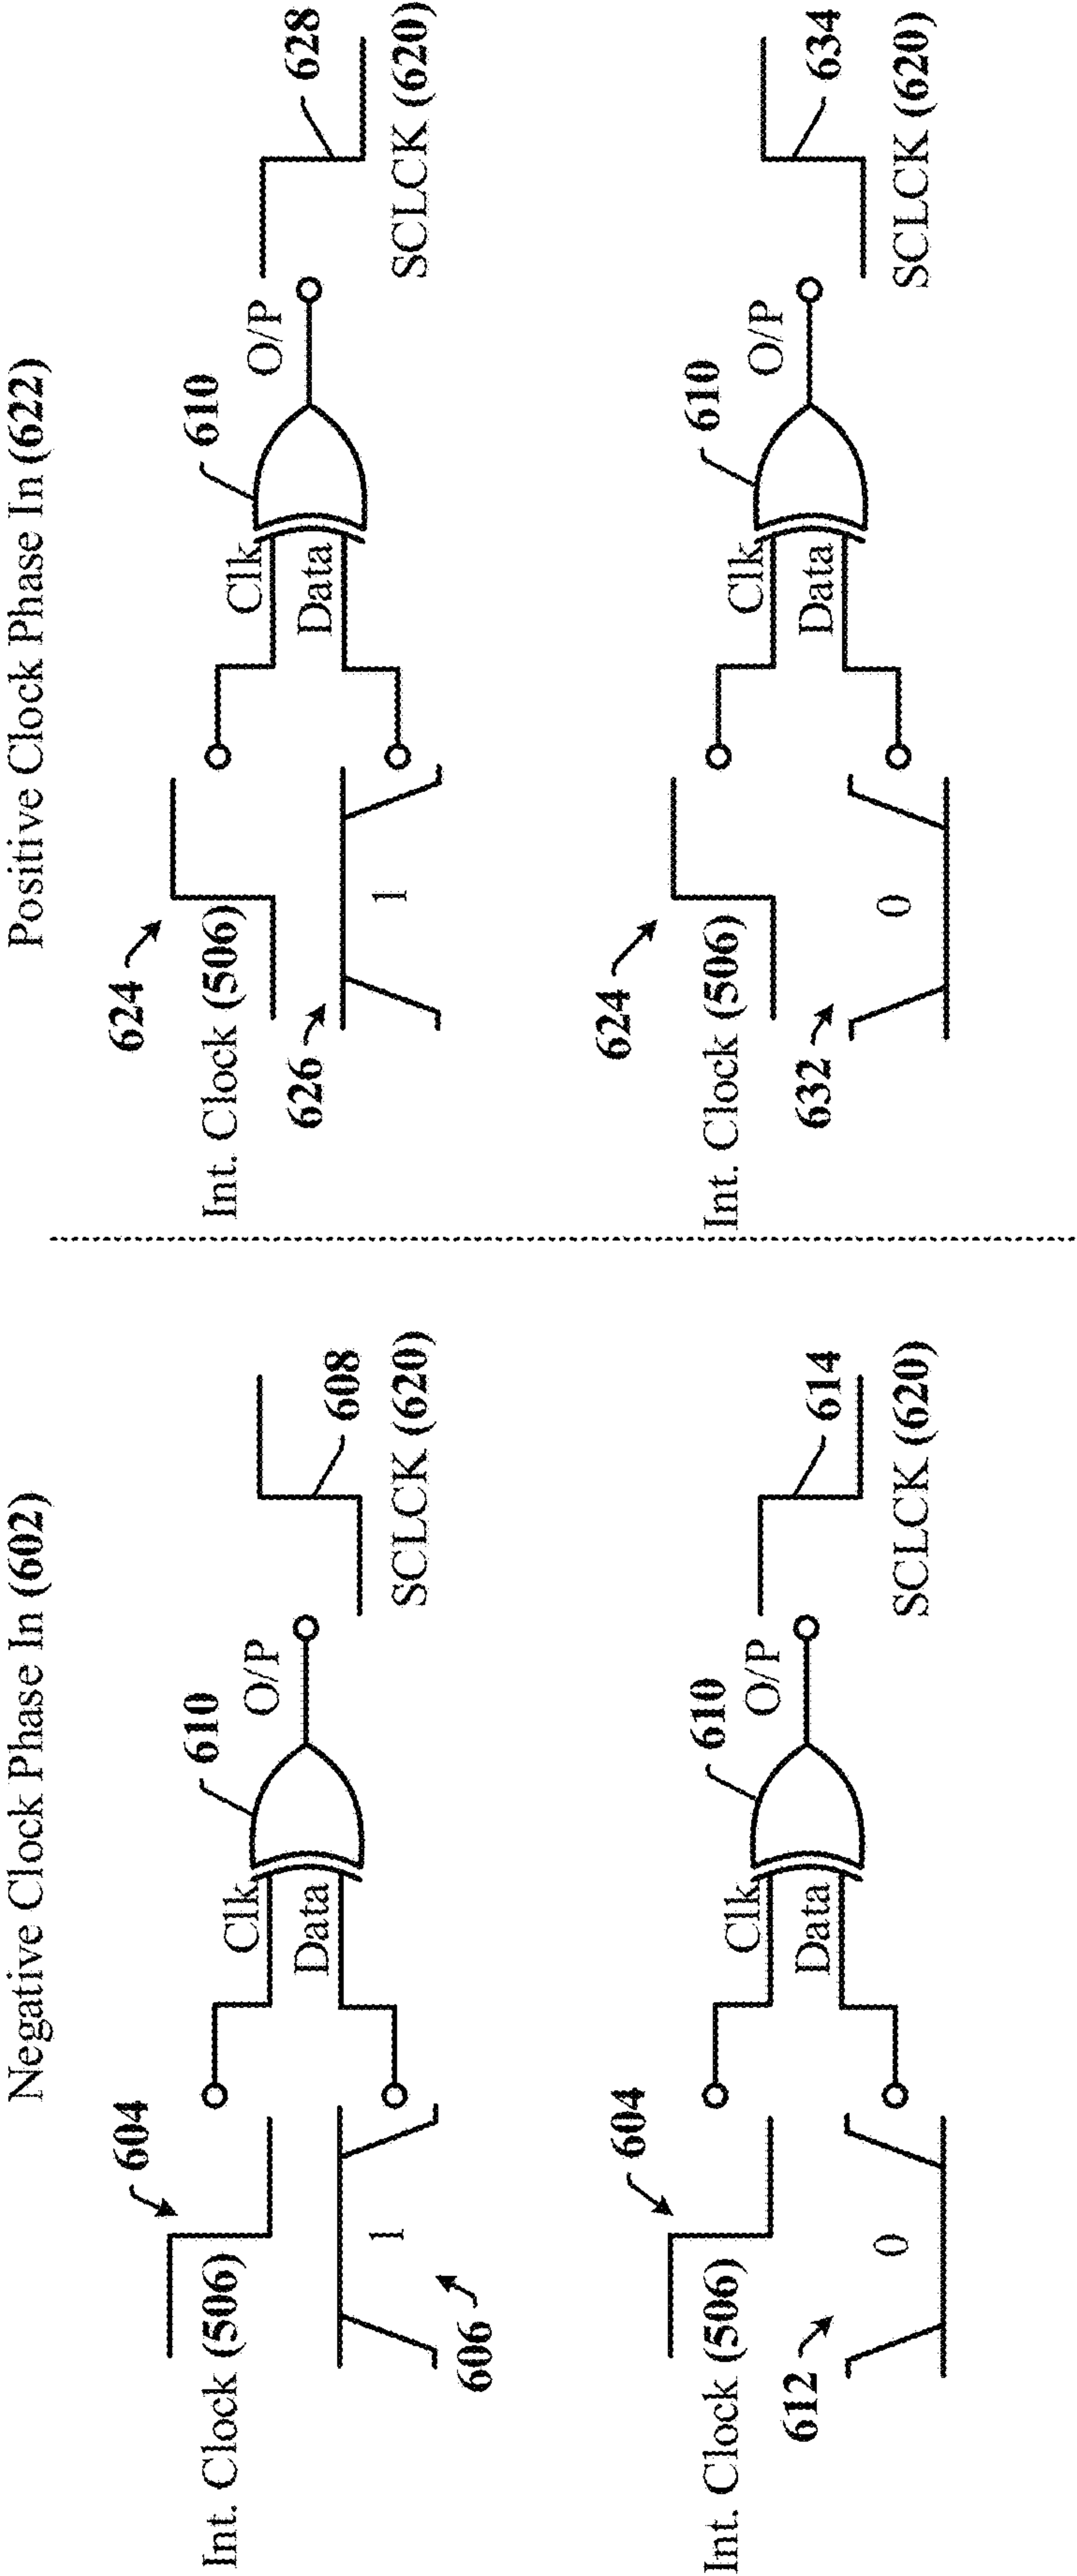 Negative Clock Phase In (602)
604
Int. Clock (506)
606
1
Clk
Data
610
O/P
608
SCLCK (620)
604
Int. Clock (506)
612
0
Clk
Data
610
O/P
614
SCLCK (620)
Positive Clock Phase In (622)
624
Int. Clock (506)
626
1
Clk
Data
610
O/P
628
SCLCK (620)
624
Int. Clock (506)
632
0
Clk
Data
610
O/P
634
SCLCK (620)